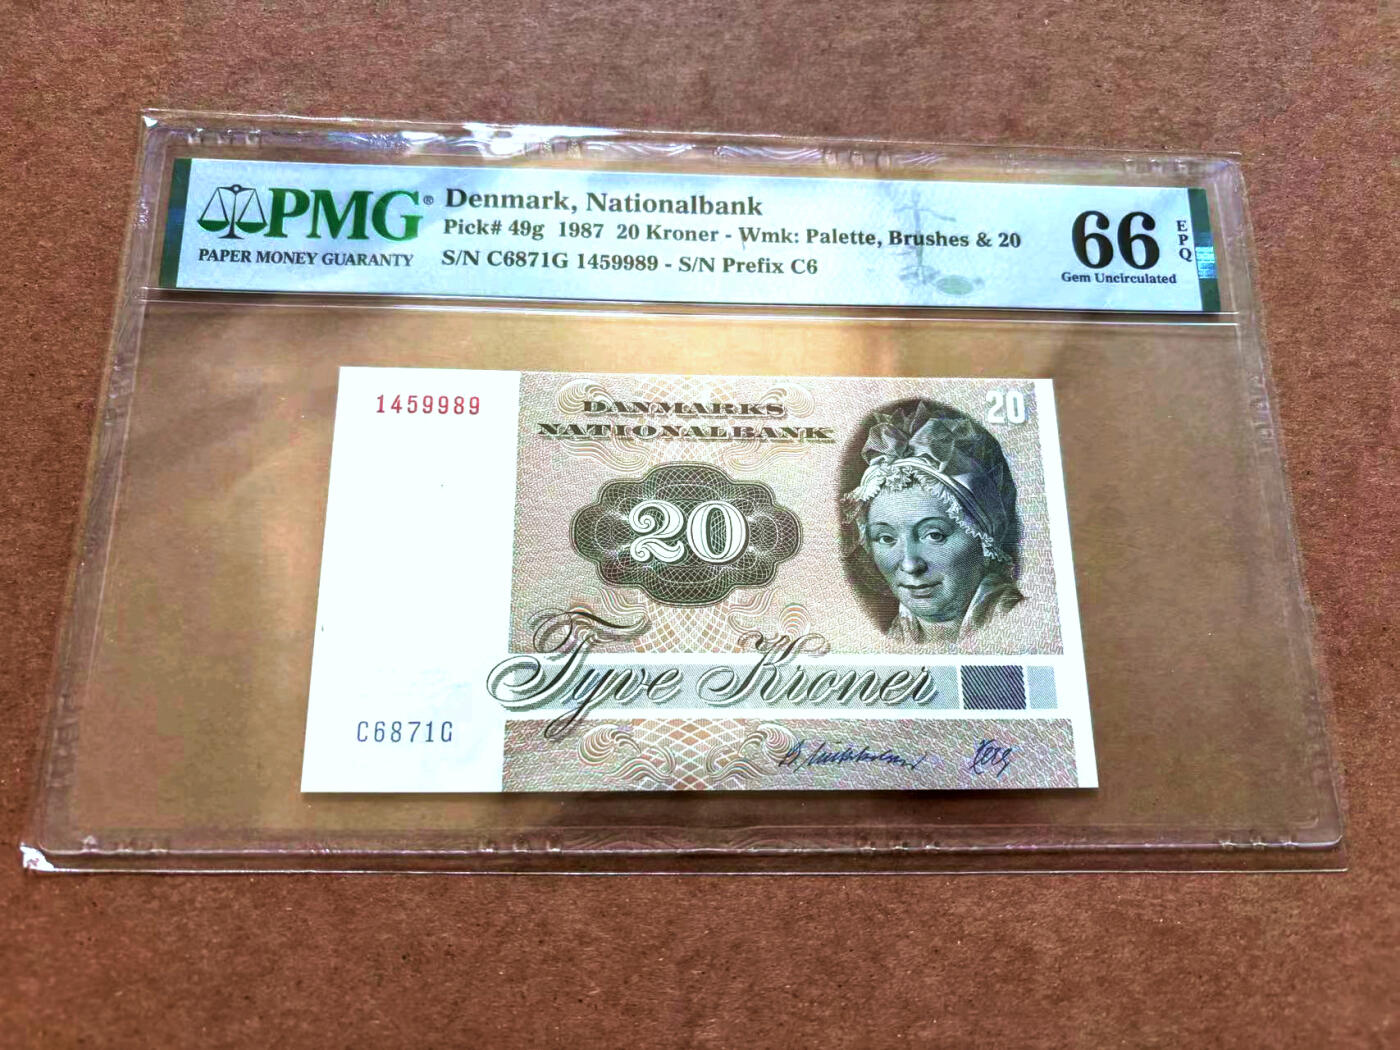 PMG®
PAPER MONEY GUARANTY
Denmark, Nationalbank
Pick# 49g 1987 20 Kroner - Wmk: Palette, Brushes & 20
S/N C6871G 1459989 - S/N Prefix C6
66
EPQ
Gem Uncirculated
1459989
DANMARKS
NATIONALBANK
20
20
Tyve Kroner
C6871G